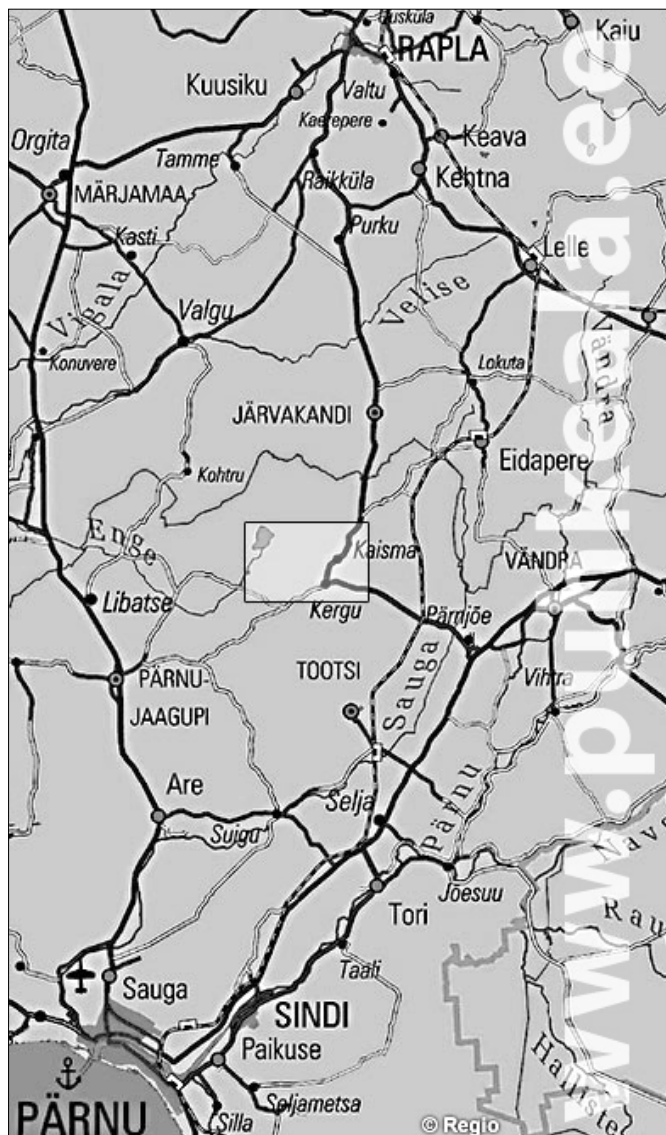 Kuusiku
RAPLA
Kaiu
Valtu
Orgita
Kaerepere
Keava
Tamme
Raikküla
Kehtna
MÄRJAMAA
Kasti
Purku
Lelle
Vigala
Valgu
Velise
Vändra
Konuvere
Lokuta
JÄRVAKANDI
Eidapere
Kohtru
Enge
Kaisma
VÄNDRA
Libatse
Kergu
Pärnjõe
PÄRNU-
JAAGUPI
TOOTSI
Sauga
Vihtra
Are
Selja
Pärnu
Suigu
Jõesuu
Tori
Taali
Sauga
SINDI
Paikuse
Halliste
Seljametsa
Silla
PÄRNU
© Regio
www.puhkeala.ee